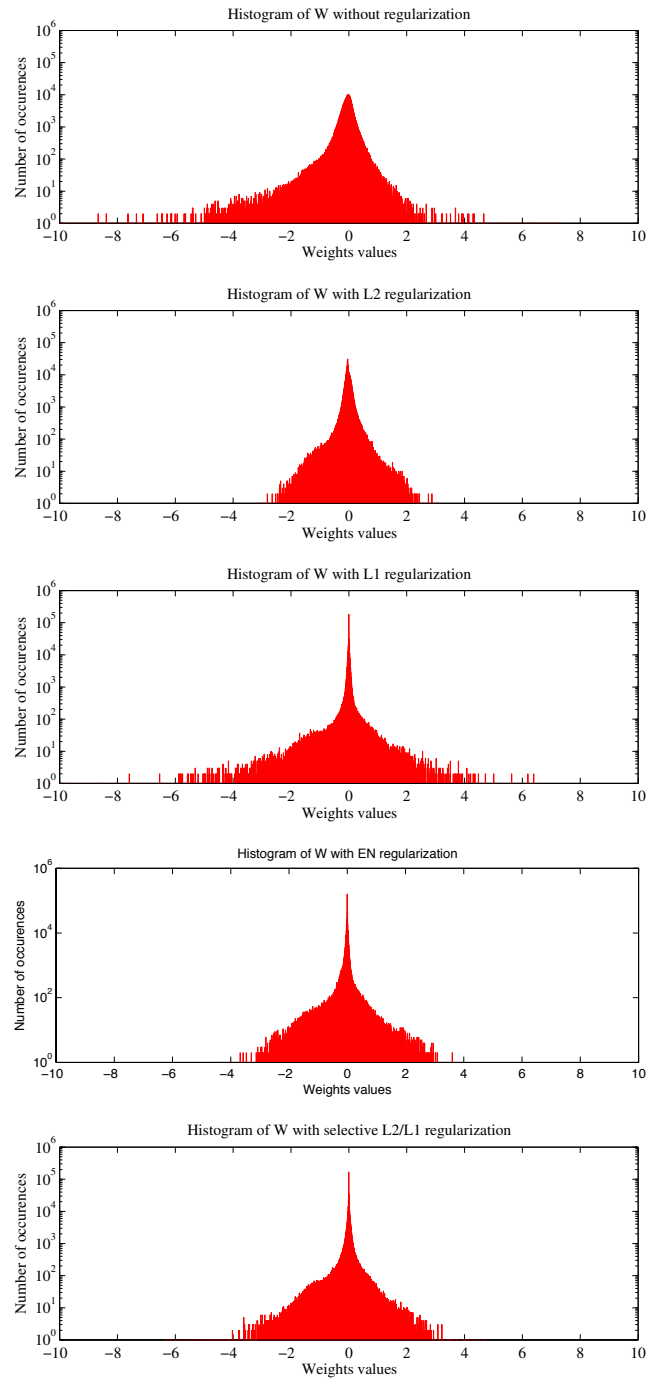 Histogram of W without regularization
Number of occurences
10^6
10^5
10^4
10^3
10^2
10^1
10^0
−10 −8 −6 −4 −2 0 2 4 6 8 10
Weights values
Histogram of W with L2 regularization
Number of occurences
10^6
10^5
10^4
10^3
10^2
10^1
10^0
−10 −8 −6 −4 −2 0 2 4 6 8 10
Weights values
Histogram of W with L1 regularization
Number of occurences
10^6
10^5
10^4
10^3
10^2
10^1
10^0
−10 −8 −6 −4 −2 0 2 4 6 8 10
Weights values
Histogram of W with EN regularization
Number of occurences
10^6
10^4
10^2
10^0
−10 −8 −6 −4 −2 0 2 4 6 8 10
Weights values
Histogram of W with selective L2/L1 regularization
Number of occurences
10^6
10^5
10^4
10^3
10^2
10^1
10^0
−10 −8 −6 −4 −2 0 2 4 6 8 10
Weights values